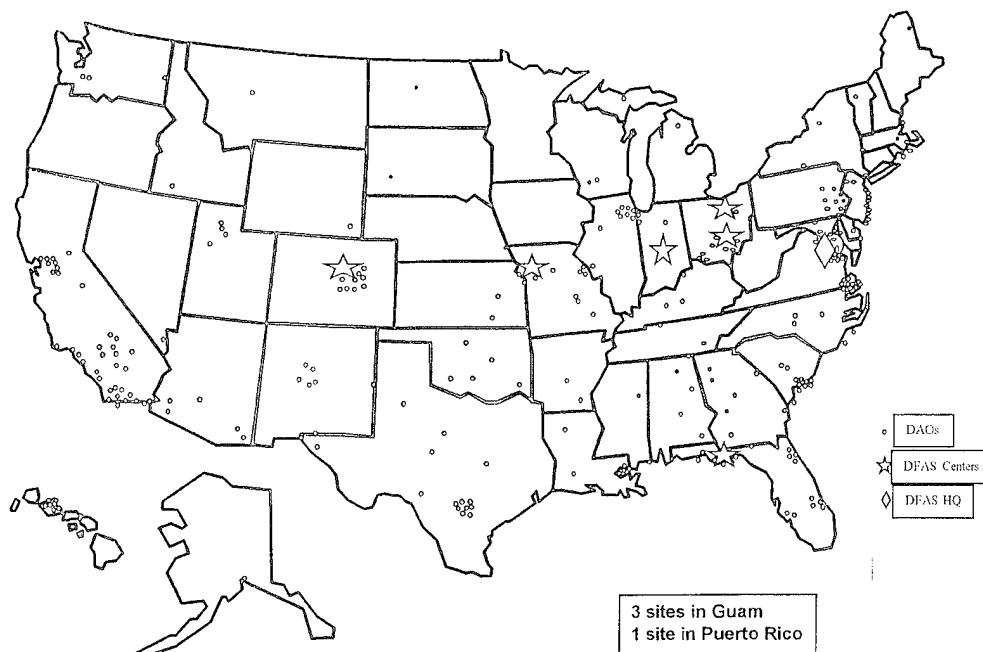 DAOs
DFAS Centers
DFAS HQ
3 sites in Guam
1 site in Puerto Rico